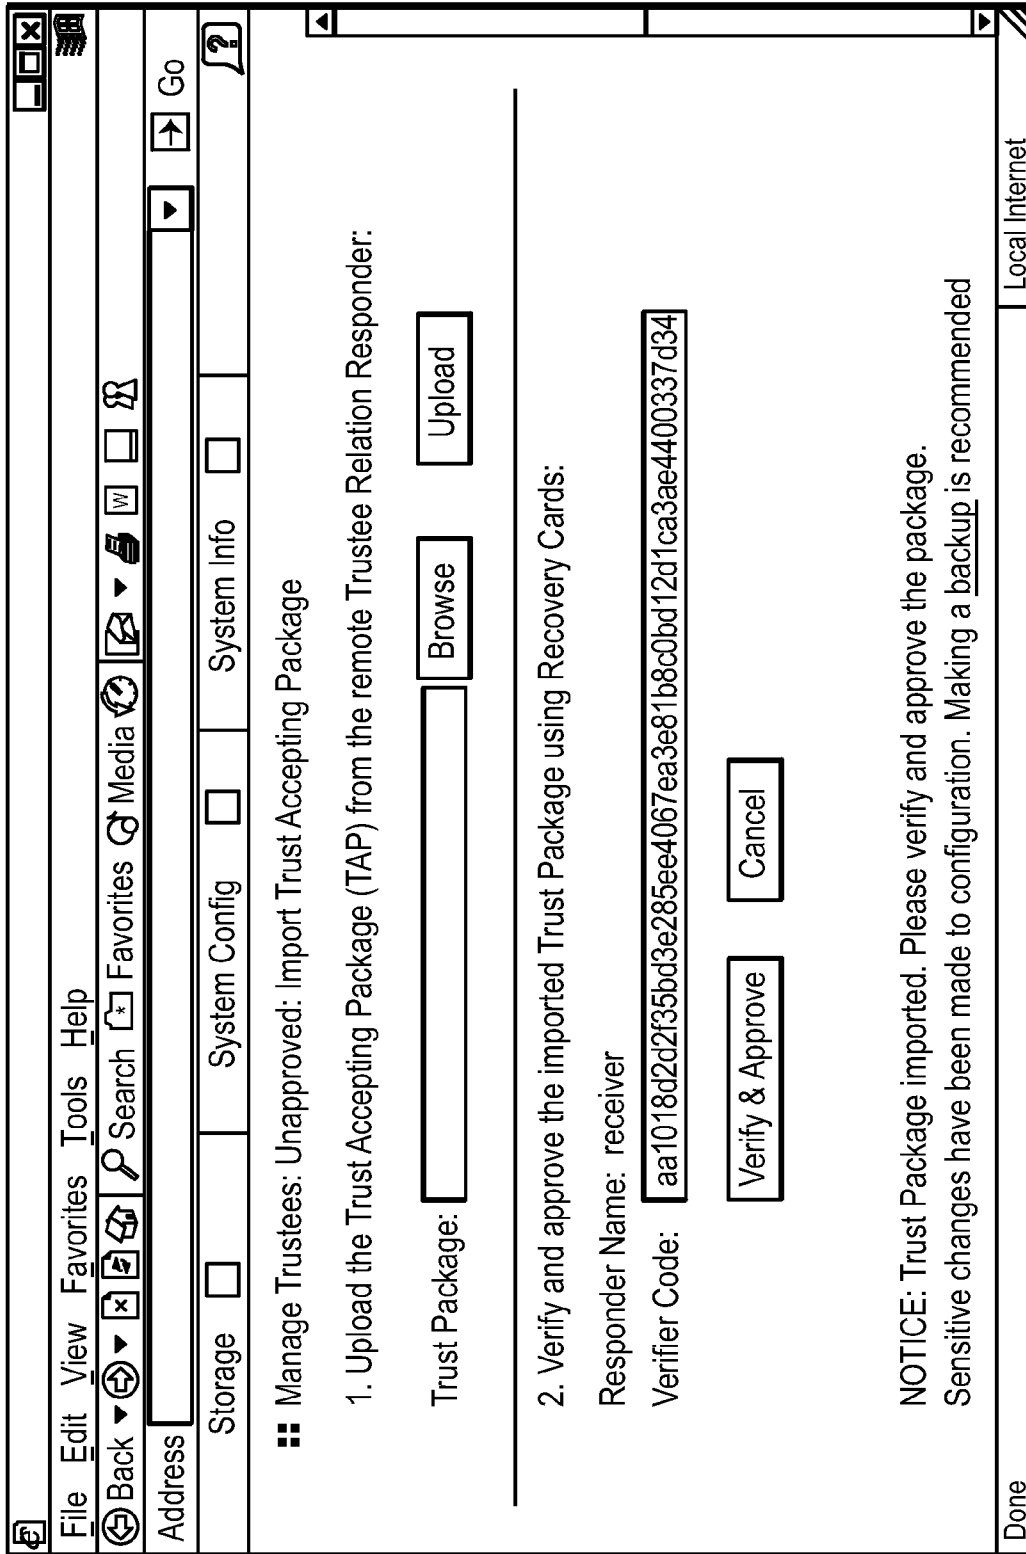 File Edit View Favorites Tools Help
Back Search Favorites Media W
Address Go
Storage System Config System Info ?
Manage Trustees: Unapproved: Import Trust Accepting Package
1. Upload the Trust Accepting Package (TAP) from the remote Trustee Relation Responder:
Trust Package: Browse Upload
2. Verify and approve the imported Trust Package using Recovery Cards:
Responder Name: receiver
Verifier Code: aa1018d2d2f35bd3e285ee4067ea3e81b8c0bd12d1ca3ae4400337d34
Verify & Approve Cancel
NOTICE: Trust Package imported. Please verify and approve the package.
Sensitive changes have been made to configuration. Making a backup is recommended
Done Local Internet